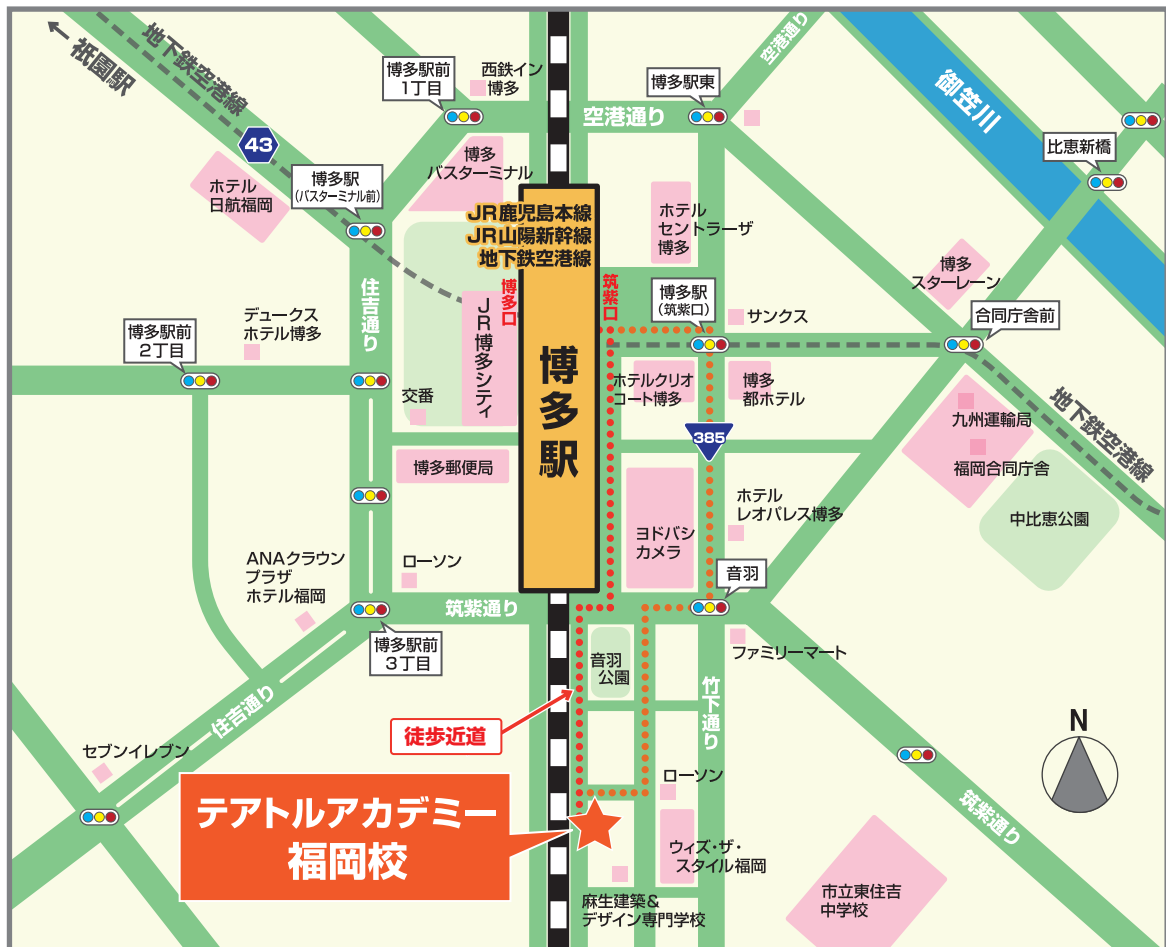 祇園駅
地下鉄空港線
43
博多駅前
1丁目
西鉄イン
博多
空港通り
博多駅東
空港通り
御笠川
比恵新橋
ホテル
日航福岡
博多駅
(バスターミナル前)
博多
バスターミナル
JR鹿児島本線
JR山陽新幹線
地下鉄空港線
ホテル
セントラーザ
博多
博多
スターレーン
住吉通り
博多口
筑紫口
博多駅
(筑紫口)
サンクス
合同庁舎前
デュークス
ホテル博多
博多駅前
2丁目
JR博多シティ
博多駅
交番
ホテルクリオ
コート博多
博多
都ホテル
385
九州運輸局
福岡合同庁舎
地下鉄空港線
中比恵公園
博多郵便局
ヨドバシ
カメラ
ホテル
レオパレス博多
音羽
ANAクラウン
プラザ
ホテル福岡
ローソン
筑紫通り
博多駅前
3丁目
音羽
公園
ファミリーマート
住吉通り
竹下通り
徒歩近道
セブンイレブン
N
ローソン
テアトルアカデミー
福岡校
ウィズ・ザ・
スタイル福岡
筑紫通り
麻生建築&
デザイン専門学校
市立東住吉
中学校